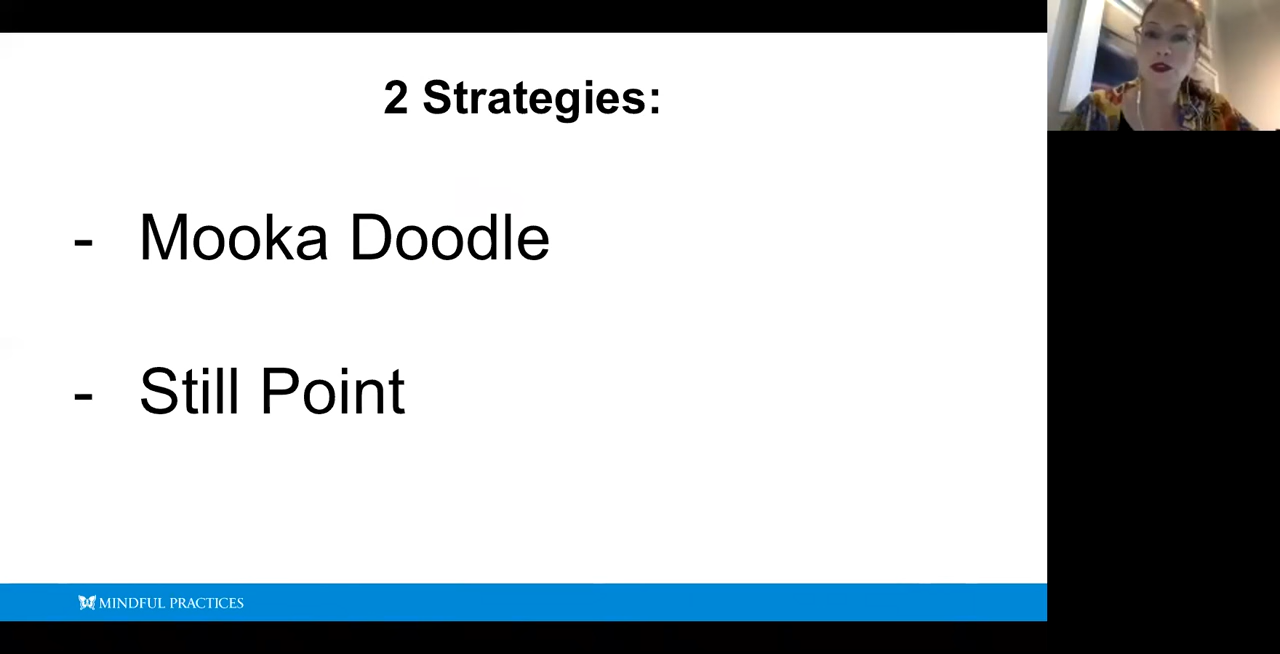 2 Strategies:
- Mooka Doodle
- Still Point
MINDFUL PRACTICES